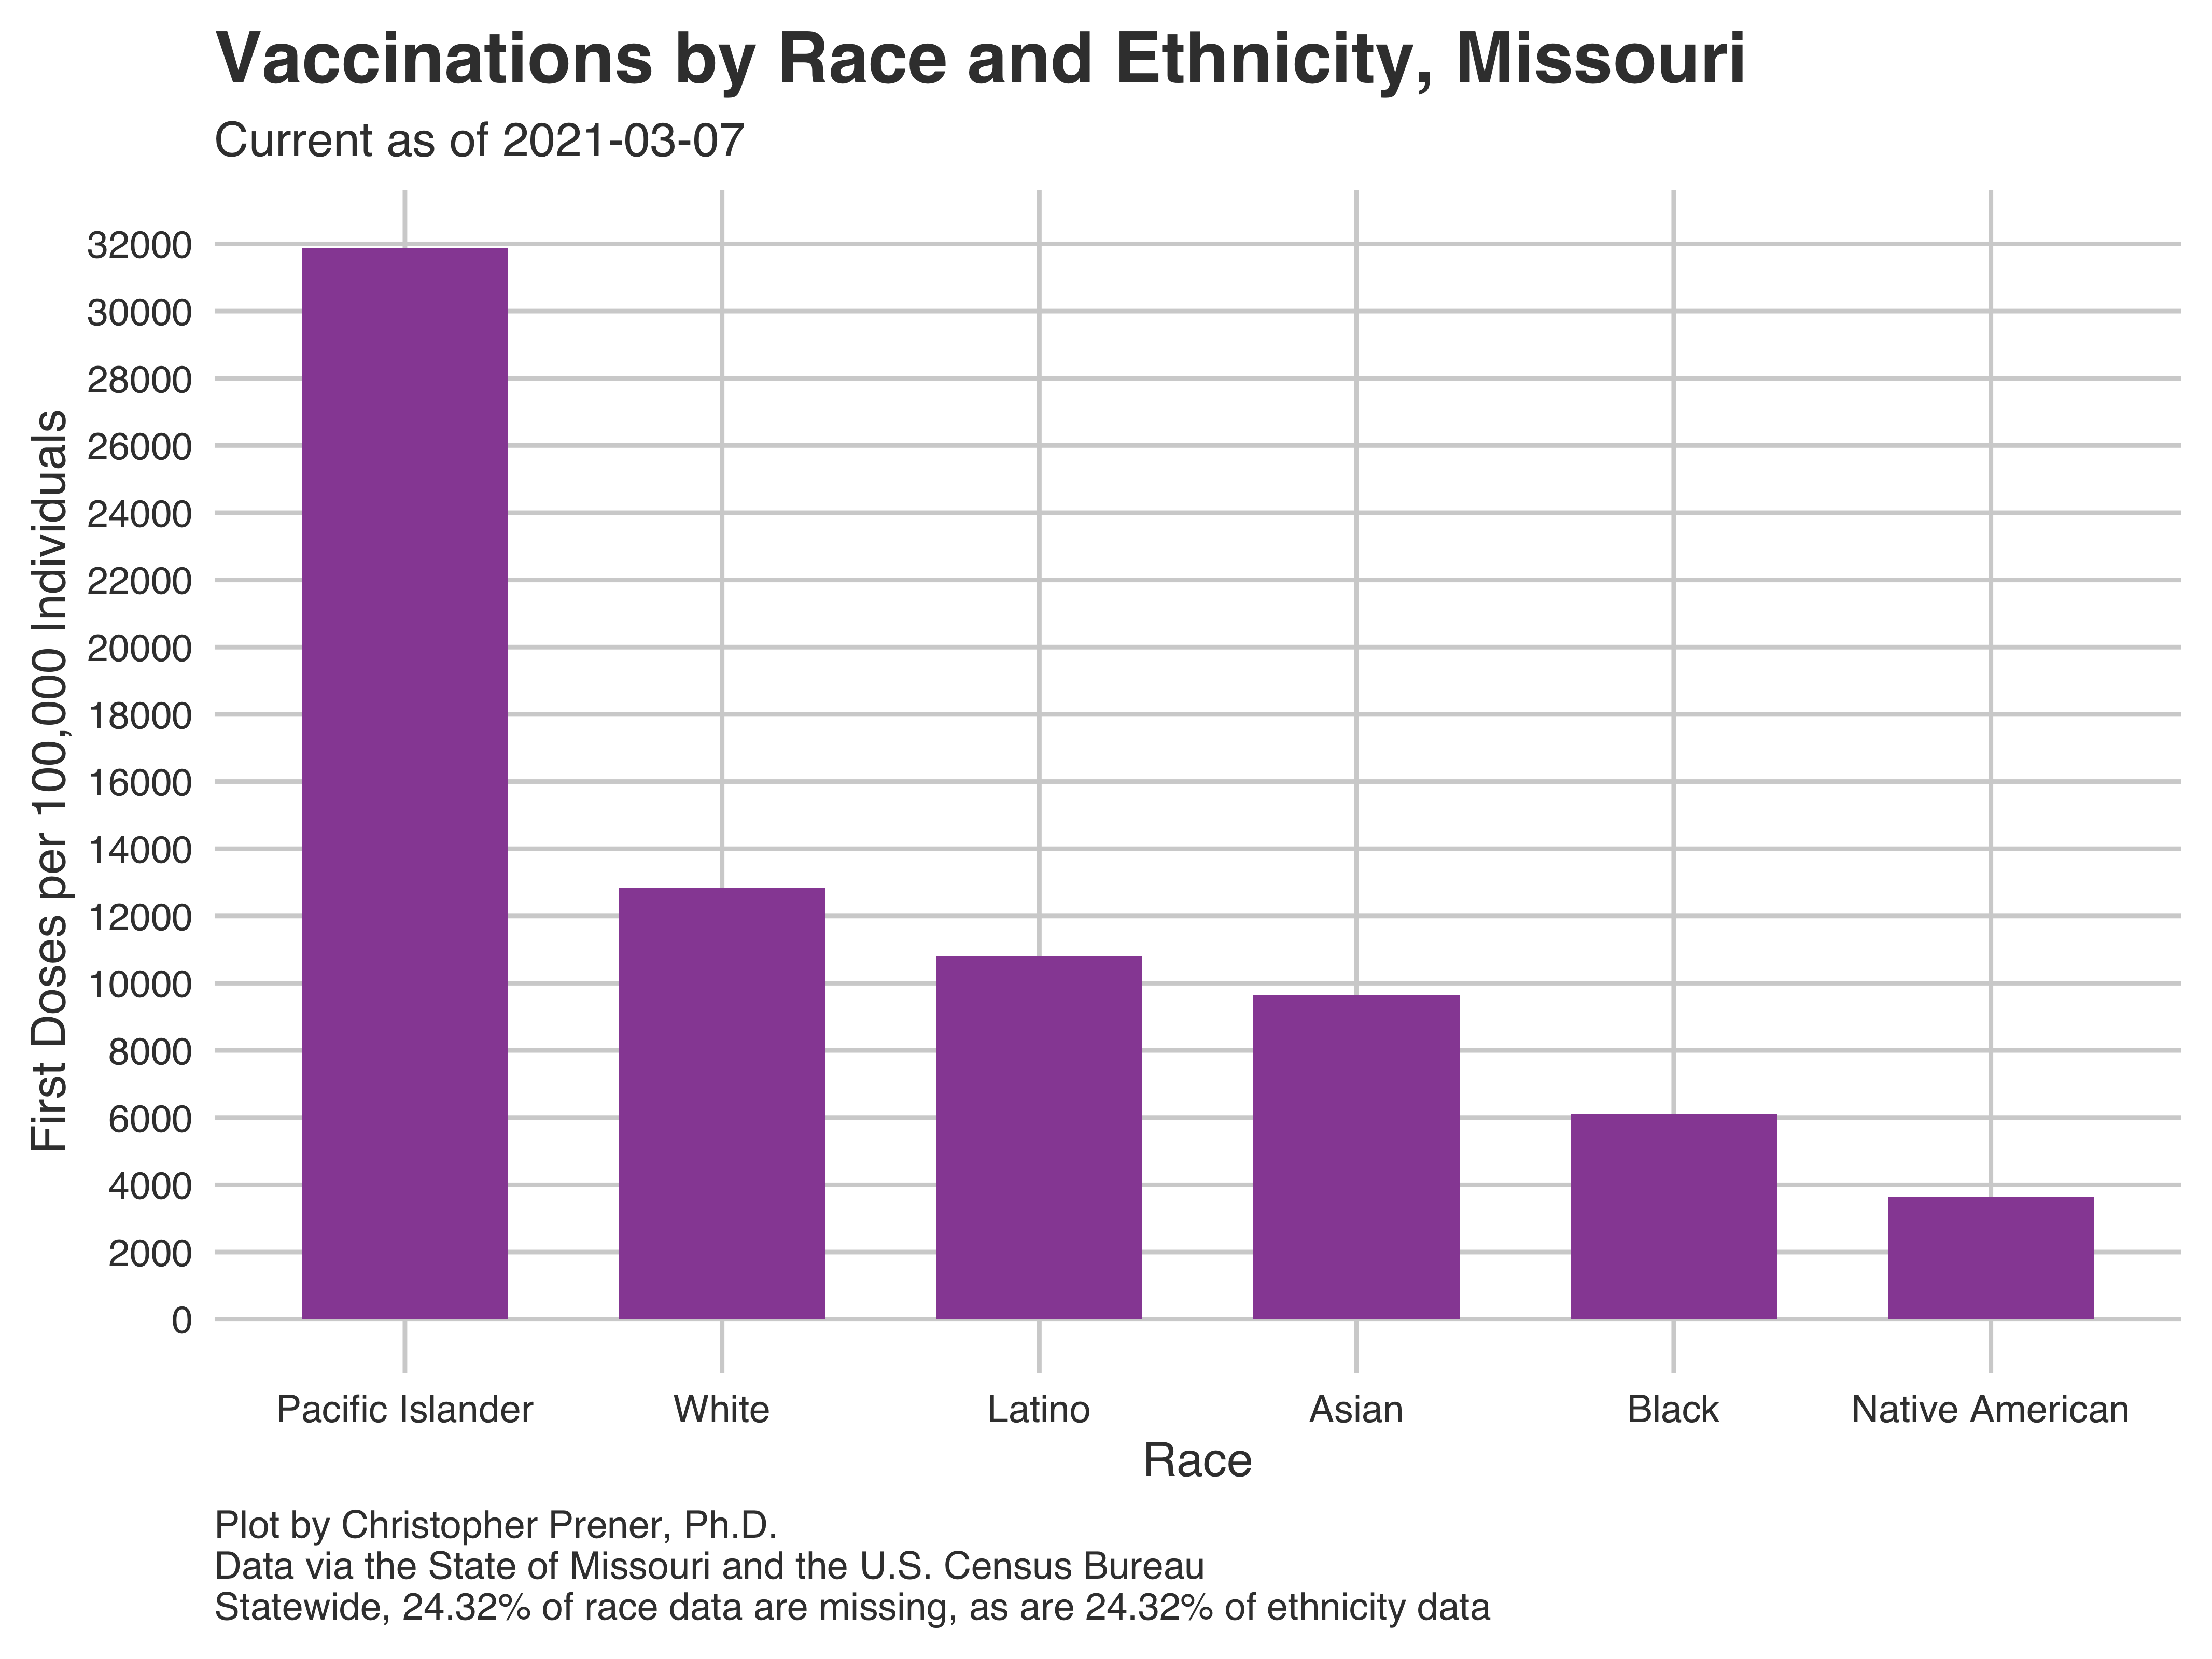 Vaccinations by Race and Ethnicity, Missouri
Current as of 2021-03-07
First Doses per 100,000 Individuals
32000
30000
28000
26000
24000
22000
20000
18000
16000
14000
12000
10000
8000
6000
4000
2000
0
Pacific Islander White Latino Asian Black Native American
Race
Plot by Christopher Prener, Ph.D.
Data via the State of Missouri and the U.S. Census Bureau
Statewide, 24.32% of race data are missing, as are 24.32% of ethnicity data